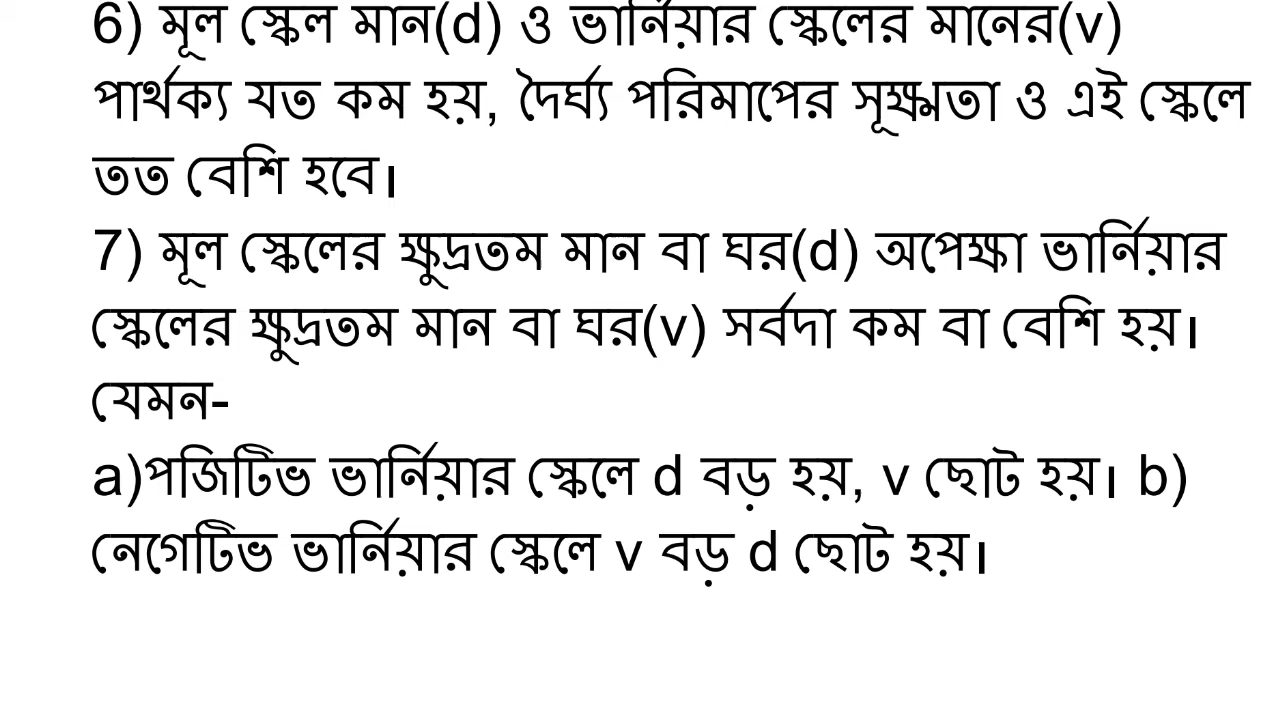 6) মূল স্কেল মান(d) ও ভার্নিয়ার স্কেলের মানের(v)
পার্থক্য যত কম হয়, দৈর্ঘ্য পরিমাপের সূক্ষ্মতা ও এই স্কেলে
তত বেশি হবে।
7) মূল স্কেলের ক্ষুদ্রতম মান বা ঘর(d) অপেক্ষা ভার্নিয়ার
স্কেলের ক্ষুদ্রতম মান বা ঘর(v) সর্বদা কম বা বেশি হয়।
যেমন-
a)পজিটিভ ভার্নিয়ার স্কেলে d বড় হয়, v ছোট হয়। b)
নেগেটিভ ভার্নিয়ার স্কেলে v বড় d ছোট হয়।